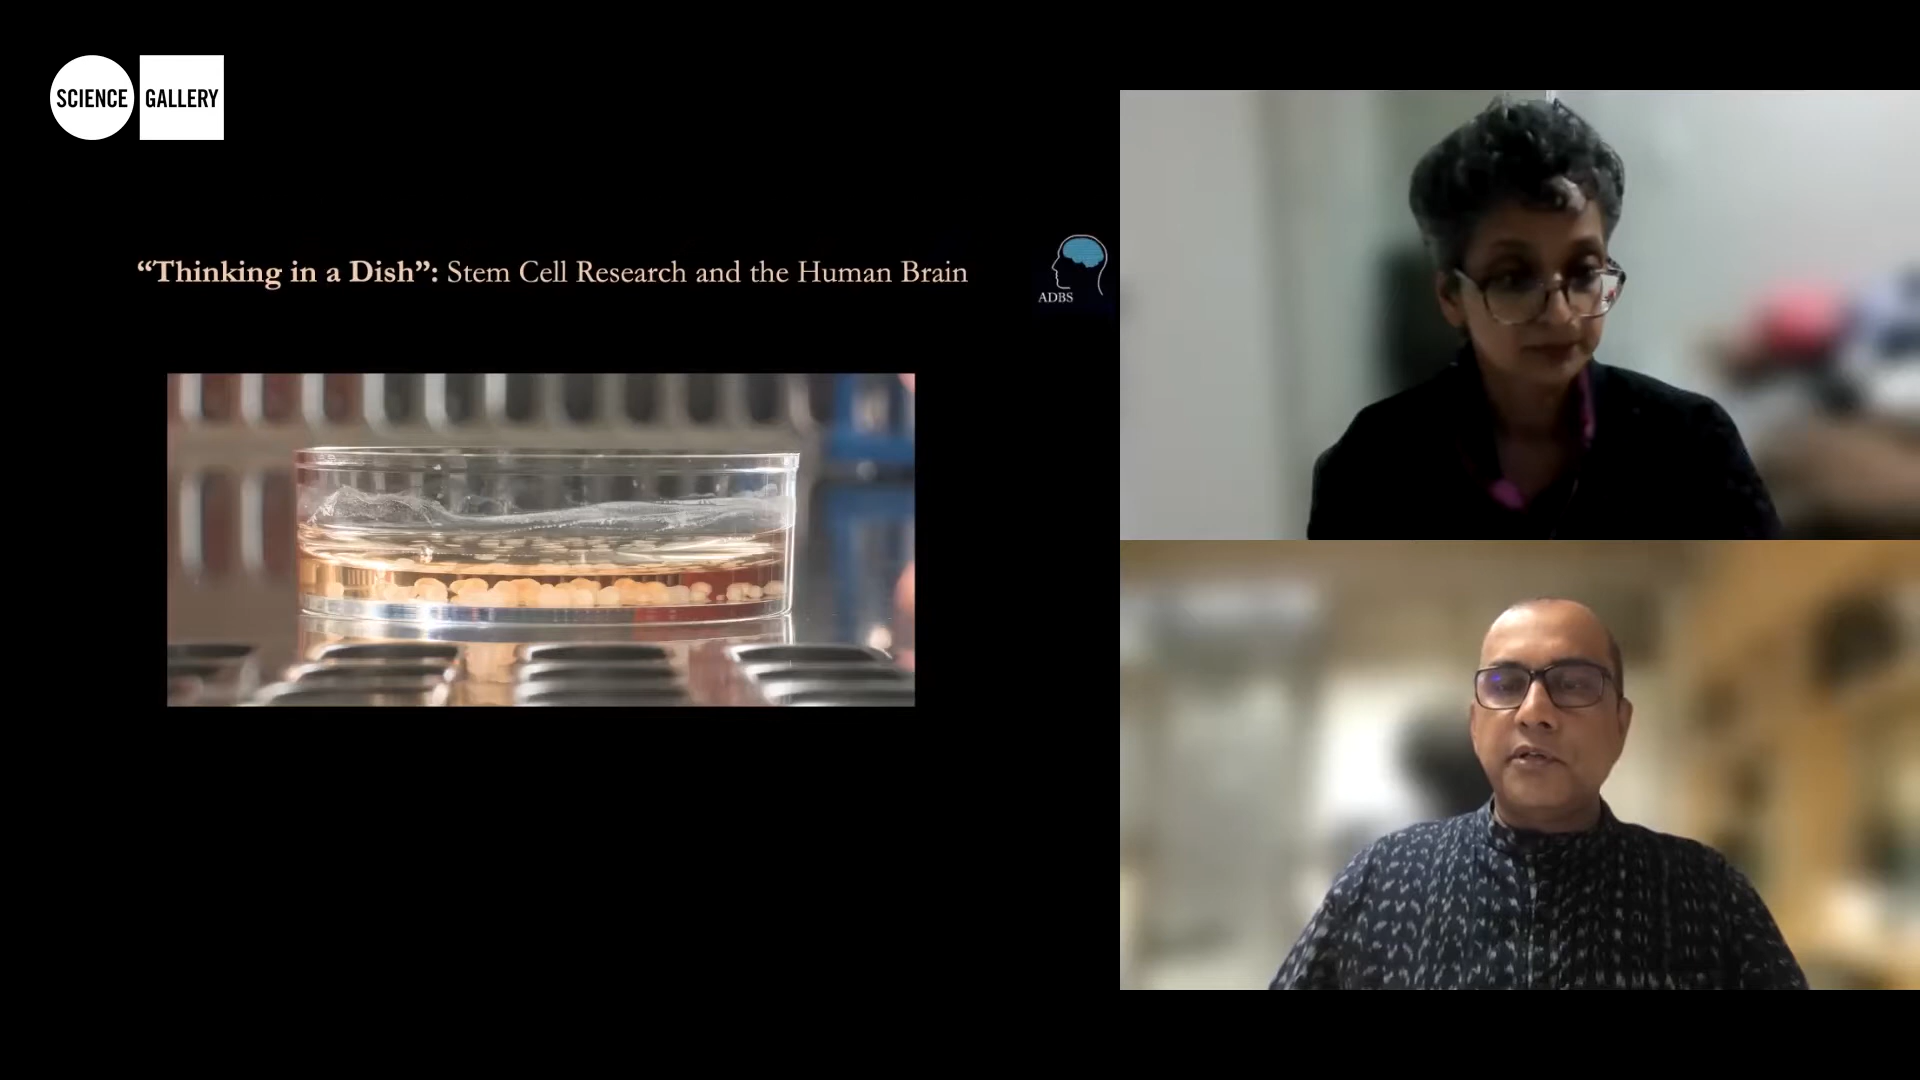 SCIENCE GALLERY
“Thinking in a Dish”: Stem Cell Research and the Human Brain
ADBS